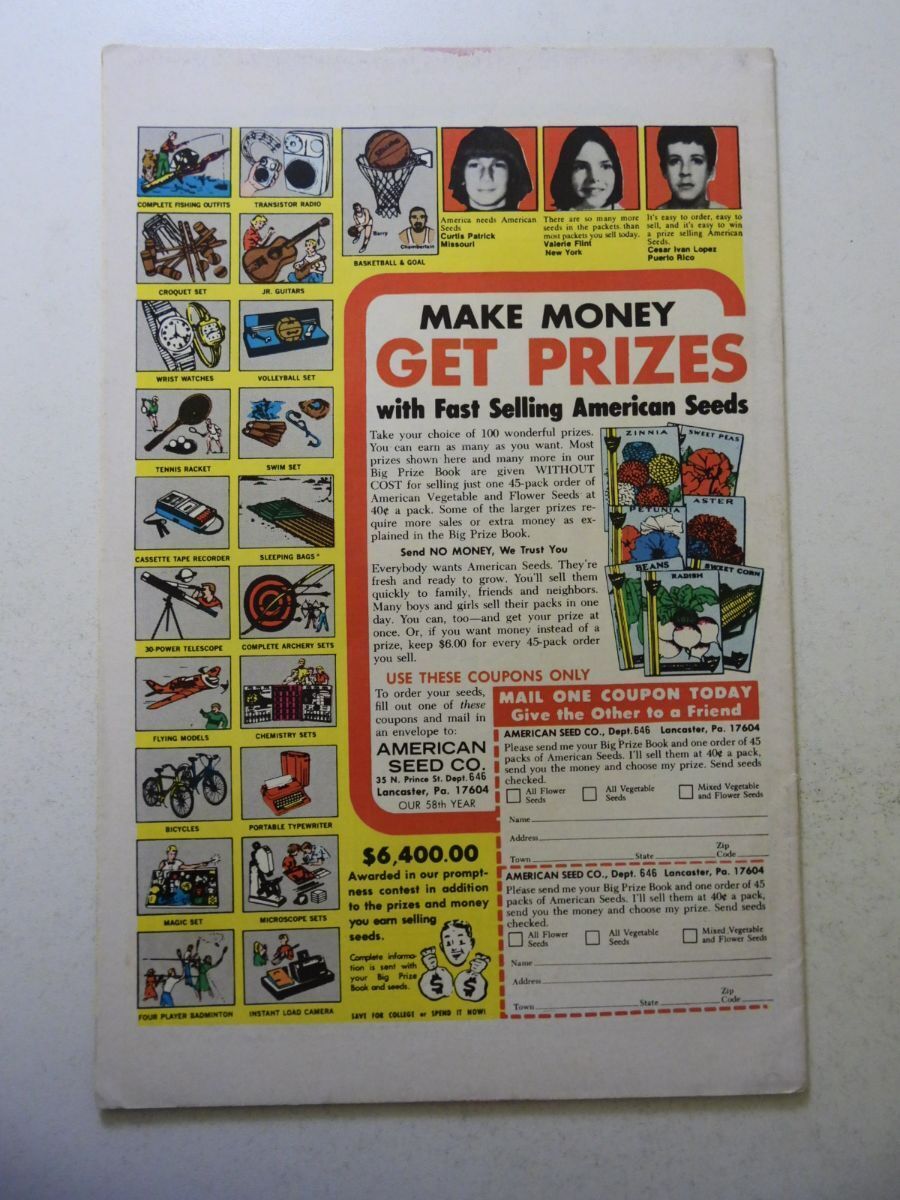 COMPLETE FISHING OUTFITS
TRANSISTOR RADIO
Barry
Chamberlain
BASKETBALL & GOAL
America needs American
Seeds
Curtis Patrick
Missouri
There are so many more
seeds in the packets than
most packets you sell today.
Valerie Flint
New York
It's easy to order, easy to
sell, and it's easy to win
a prize selling American
Seeds.
Cesar Ivan Lopez
Puerto Rico
CROQUET SET
JR. GUITARS
WRIST WATCHES
VOLLEYBALL SET
TENNIS RACKET
SWIM SET
CASSETTE TAPE RECORDER
SLEEPING BAGS*
30-POWER TELESCOPE
COMPLETE ARCHERY SETS
FLYING MODELS
CHEMISTRY SETS
BICYCLES
PORTABLE TYPEWRITER
MAGIC SET
MICROSCOPE SETS
FOUR PLAYER BADMINTON
INSTANT LOAD CAMERA
MAKE MONEY
GET PRIZES
with Fast Selling American Seeds
Take your choice of 100 wonderful prizes.
You can earn as many as you want. Most
prizes shown here and many more in our
Big Prize Book are given WITHOUT
COST for selling just one 45-pack order of
American Vegetable and Flower Seeds at
40¢ a pack. Some of the larger prizes re-
quire more sales or extra money as ex-
plained in the Big Prize Book.
Send NO MONEY, We Trust You
Everybody wants American Seeds. They're
fresh and ready to grow. You'll sell them
quickly to family, friends and neighbors.
Many boys and girls sell their packs in one
day. You can, too—and get your prize at
once. Or, if you want money instead of a
prize, keep $6.00 for every 45-pack order
you sell.
ZINNIA
SWEET PEAS
PETUNIA
ASTER
BEANS
RADISH
SWEET CORN
USE THESE COUPONS ONLY
To order your seeds,
fill out one of these
coupons and mail in
an envelope to:
AMERICAN
SEED CO.
35 N. Prince St. Dept. 646
Lancaster, Pa. 17604
OUR 58th YEAR
MAIL ONE COUPON TODAY
Give the Other to a Friend
AMERICAN SEED CO., Dept. 646 Lancaster, Pa. 17604
Please send me your Big Prize Book and one order of 45
packs of American Seeds. I'll sell them at 40¢ a pack,
send you the money and choose my prize. Send seeds
checked.
All Flower
Seeds
All Vegetable
Seeds
Mixed Vegetable
and Flower Seeds
Name
Address
Town State Zip
Code
AMERICAN SEED CO., Dept. 646 Lancaster, Pa. 17604
Please send me your Big Prize Book and one order of 45
packs of American Seeds. I'll sell them at 40¢ a pack,
send you the money and choose my prize. Send seeds
checked.
All Flower
Seeds
All Vegetable
Seeds
Mixed Vegetable
and Flower Seeds
Name
Address
Town State Zip
Code
$6,400.00
Awarded in our prompt-
ness contest in addition
to the prizes and money
you earn selling
seeds.
Complete informa-
tion is sent with
your Big Prize
Book and seeds.
$ $
SAVE FOR COLLEGE or SPEND IT NOW!